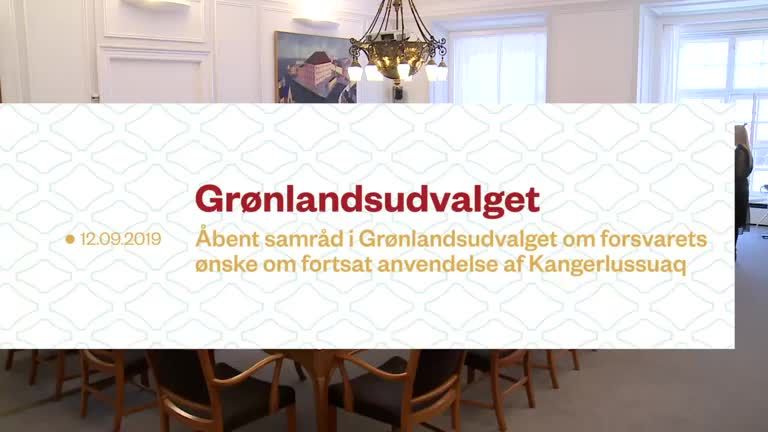 Grønlandsudvalget
12.09.2019
Åbent samråd i Grønlandsudvalget om forsvarets
ønske om fortsat anvendelse af Kangerlussuaq